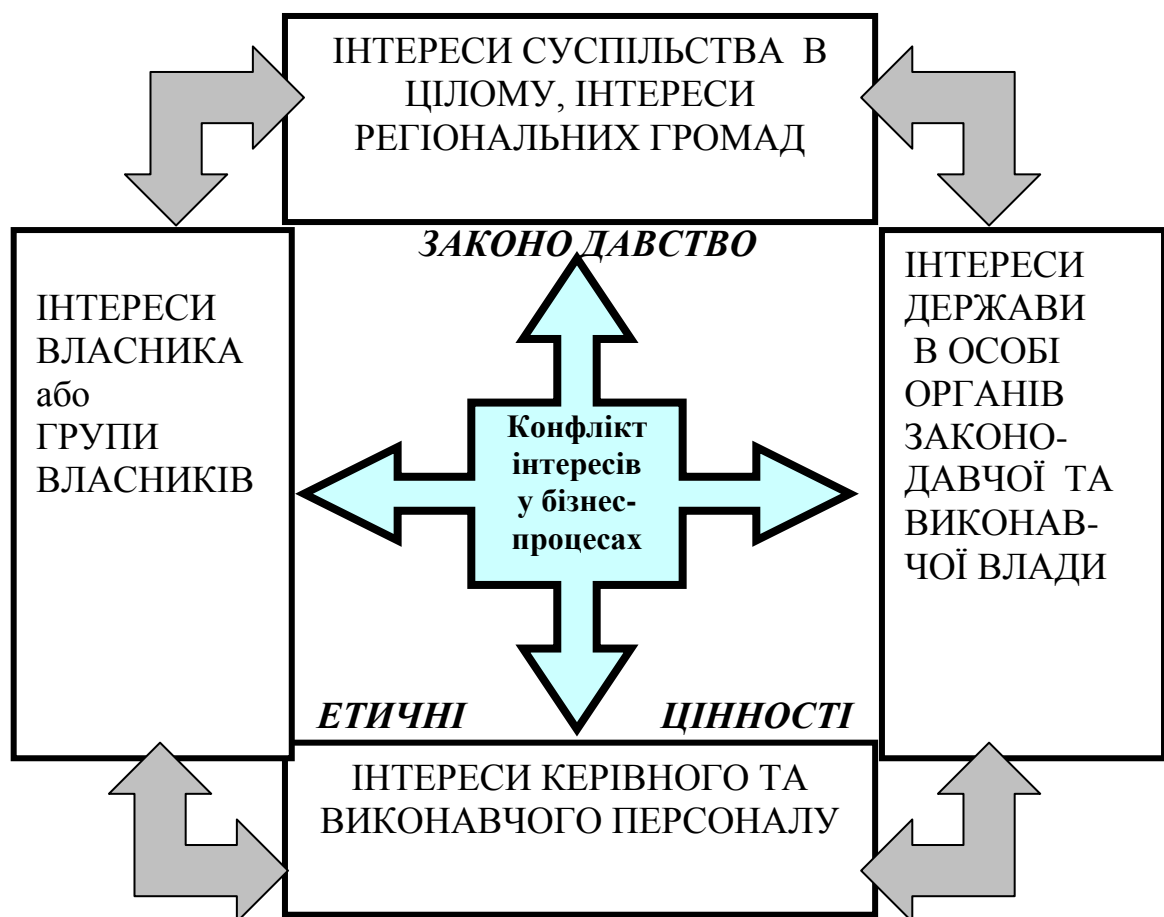 ІНТЕРЕСИ СУСПІЛЬСТВА В
ЦІЛОМУ, ІНТЕРЕСИ
РЕГІОНАЛЬНИХ ГРОМАД
ЗАКОНО ДАВСТВО
ІНТЕРЕСИ
ВЛАСНИКА
або
ГРУПИ
ВЛАСНИКІВ
Конфлікт
інтересів
у бізнес-
процесах
ІНТЕРЕСИ
ДЕРЖАВИ
В ОСОБІ
ОРГАНІВ
ЗАКОНО-
ДАВЧОЇ ТА
ВИКОНАВ-
ЧОЇ ВЛАДИ
ЕТИЧНІ ЦІННОСТІ
ІНТЕРЕСИ КЕРІВНОГО ТА
ВИКОНАВЧОГО ПЕРСОНАЛУ